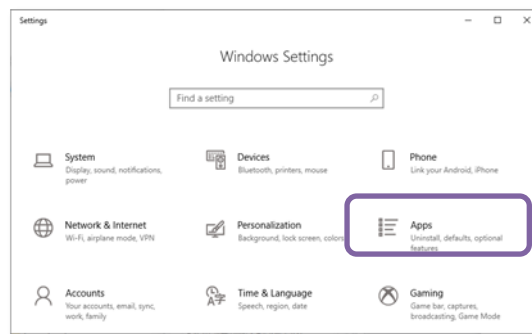 Settings
Windows Settings
Find a setting
System
Display, sound, notifications,
power
Devices
Bluetooth, printers, mouse
Phone
Link your Android, iPhone
Network & Internet
Wi-Fi, airplane mode, VPN
Personalization
Background, lock screen, colors
Apps
Uninstall, defaults, optional
features
Accounts
Your accounts, email, sync,
work, family
Time & Language
Speech, region, date
Gaming
Game bar, captures,
broadcasting, Game Mode